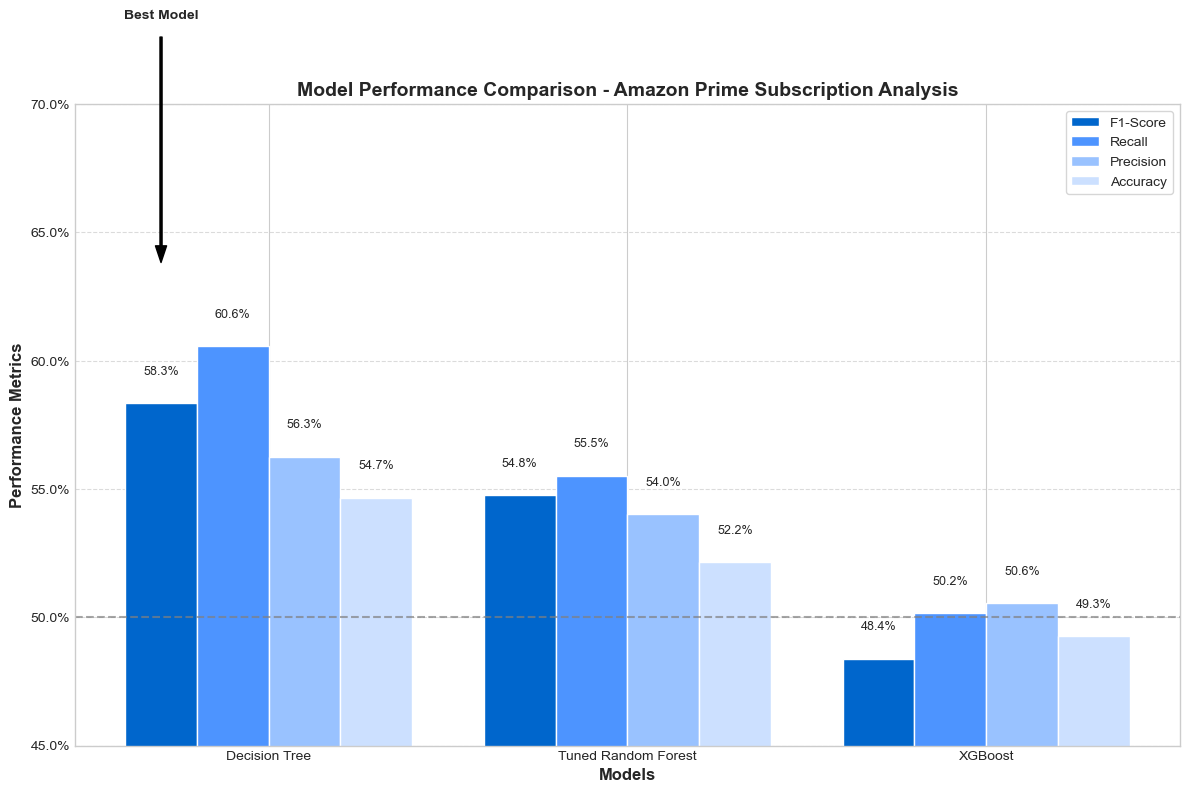 Best Model
Model Performance Comparison - Amazon Prime Subscription Analysis
70.0%
65.0%
60.0%
55.0%
50.0%
45.0%
Performance Metrics
F1-Score
Recall
Precision
Accuracy
58.3%
60.6%
56.3%
54.7%
54.8%
55.5%
54.0%
52.2%
48.4%
50.2%
50.6%
49.3%
Decision Tree
Tuned Random Forest
XGBoost
Models